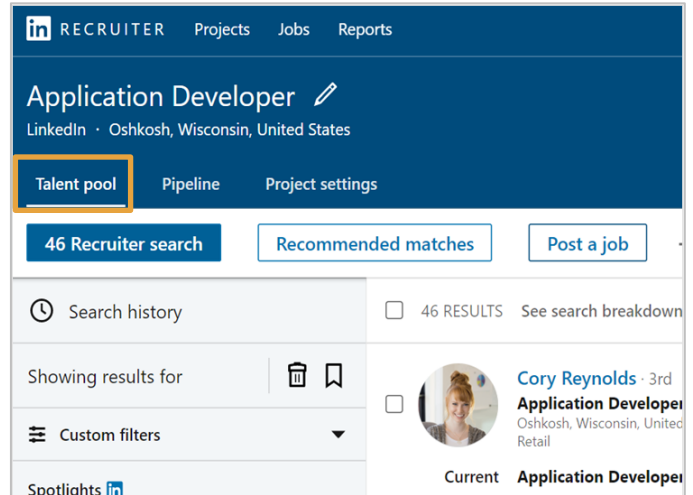 in RECRUITER Projects Jobs Reports
Application Developer
LinkedIn · Oshkosh, Wisconsin, United States
Talent pool Pipeline Project settings
46 Recruiter search Recommended matches Post a job
Search history
46 RESULTS See search breakdown
Showing results for
Cory Reynolds · 3rd
Application Developer
Oshkosh, Wisconsin, United
Retail
Custom filters
Current Application Developer
Spotlights in